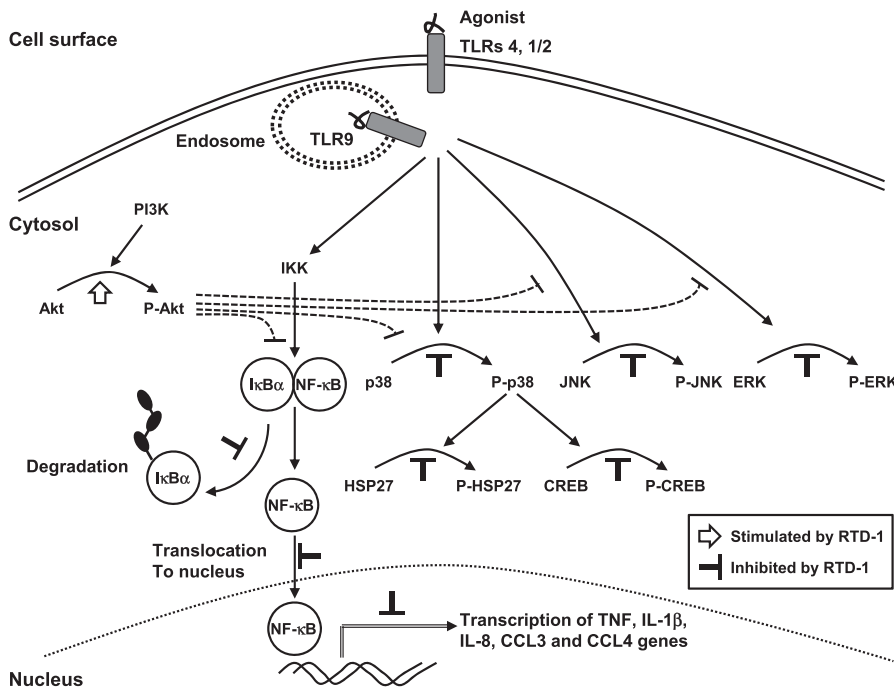 Agonist
Cell surface
TLRs 4, 1/2
Endosome
TLR9
PI3K
Cytosol
IKK
Akt
P-Akt
IκBα
NF-κB
p38
P-p38
JNK
P-JNK
ERK
P-ERK
Degradation
IκBα
HSP27
P-HSP27
CREB
P-CREB
NF-κB
Stimulated by RTD-1
Inhibited by RTD-1
Translocation
To nucleus
NF-κB
Transcription of TNF, IL-1β,
IL-8, CCL3 and CCL4 genes
Nucleus